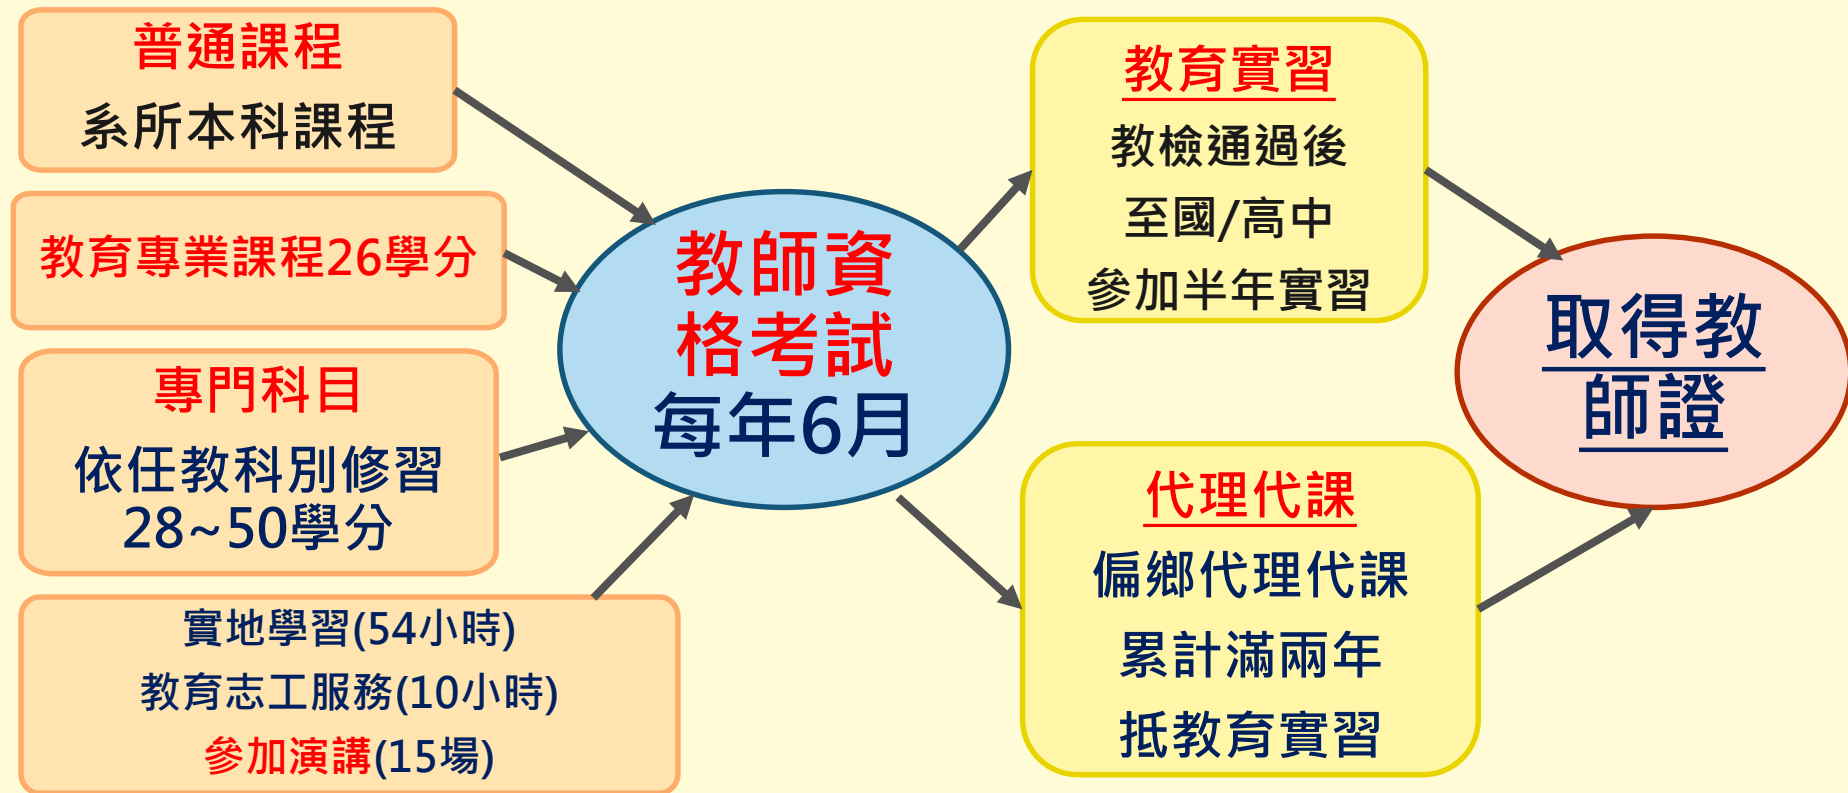 普通課程
系所本科課程
教育專業課程26學分
專門科目
依任教科別修習
28~50學分
實地學習(54小時)
教育志工服務(10小時)
參加演講(15場)
教師資
格考試
每年6月
教育實習
教檢通過後
至國/高中
參加半年實習
代理代課
偏鄉代理代課
累計滿兩年
抵教育實習
取得教
師證